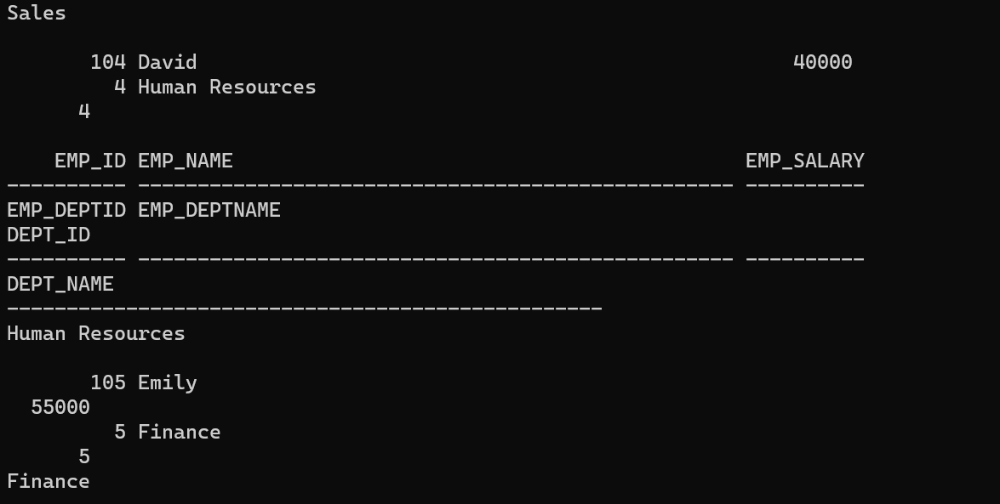 Sales
104 David 40000
4 Human Resources
4
EMP_ID EMP_NAME EMP_SALARY
---------- -------------------------------------------------- ----------
EMP_DEPTID EMP_DEPTNAME
DEPT_ID
---------- -------------------------------------------------- ----------
DEPT_NAME
--------------------------------------------------
Human Resources
105 Emily
55000
5 Finance
5
Finance